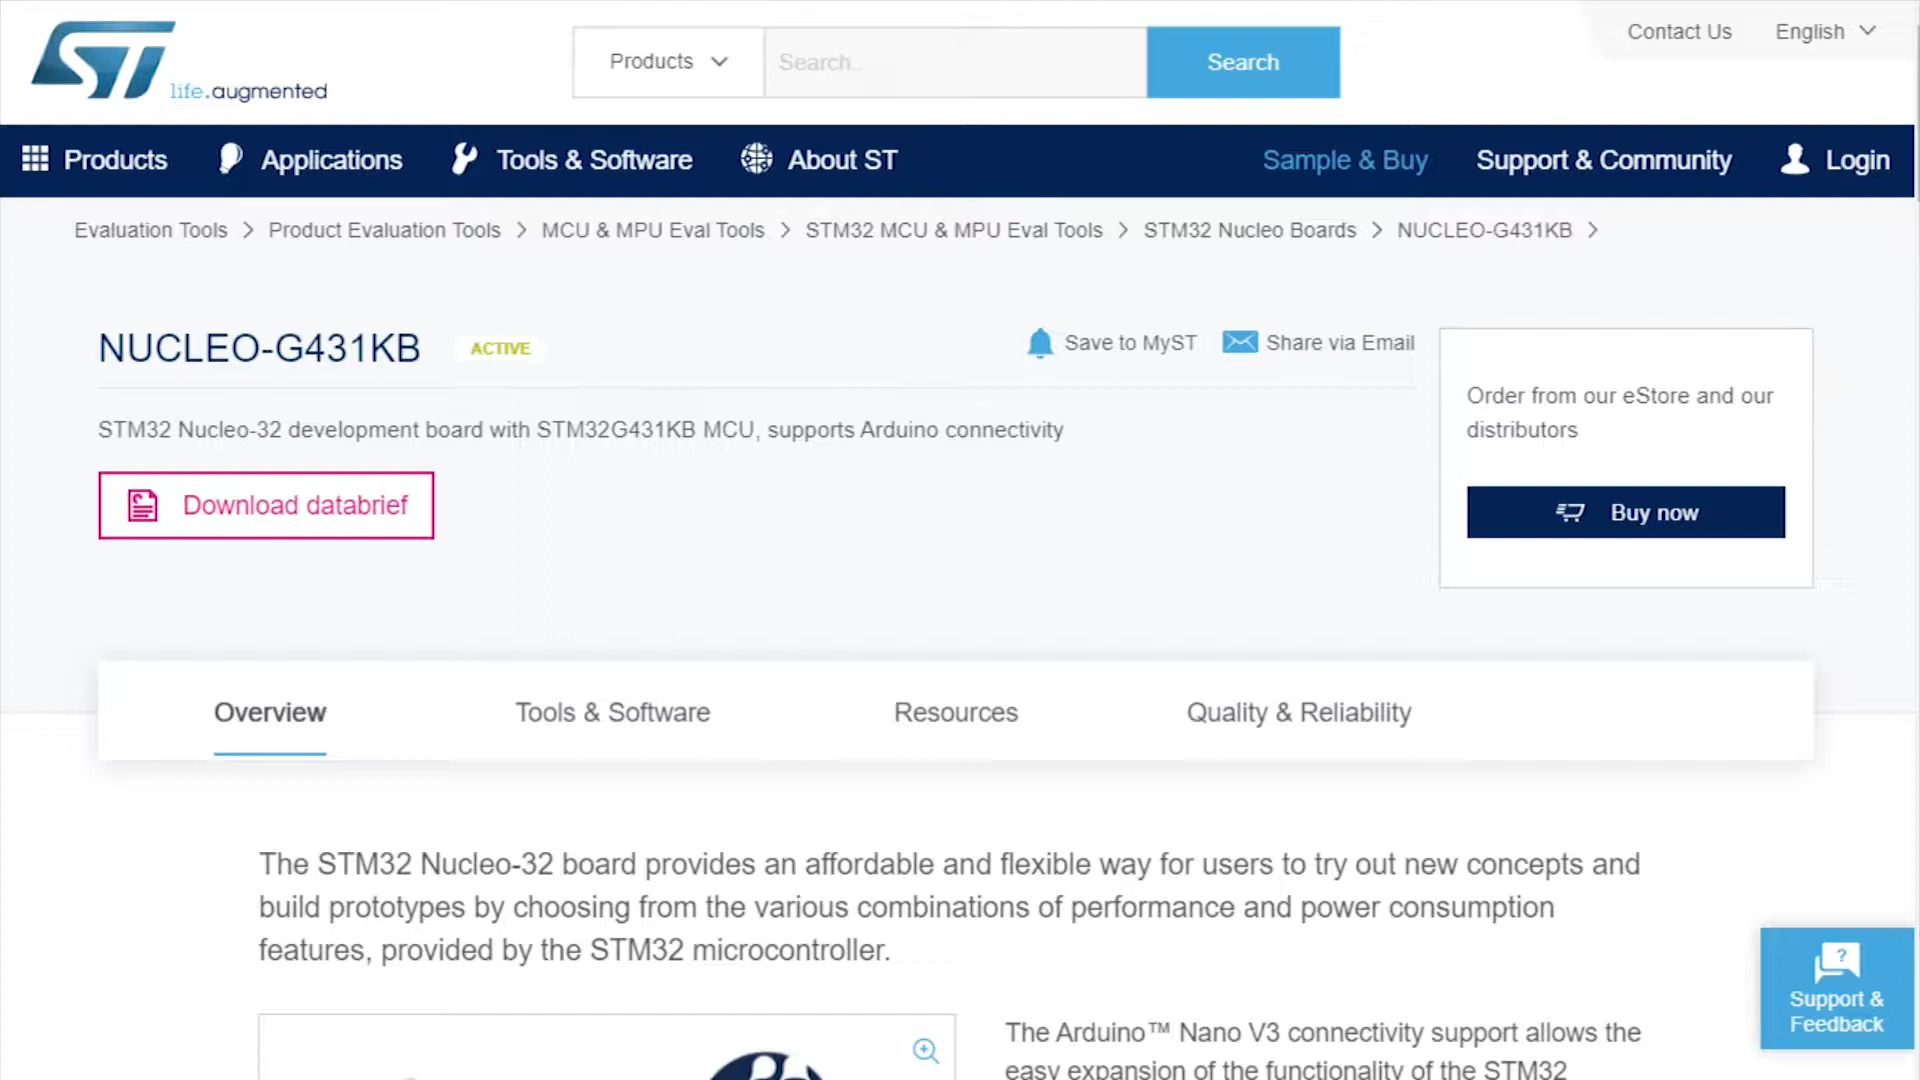 ST
life.augmented
Products
Search...
Search
Contact Us
English
Products
Applications
Tools & Software
About ST
Sample & Buy
Support & Community
Login
Evaluation Tools > Product Evaluation Tools > MCU & MPU Eval Tools > STM32 MCU & MPU Eval Tools > STM32 Nucleo Boards > NUCLEO-G431KB >
NUCLEO-G431KB
ACTIVE
Save to MyST
Share via Email
STM32 Nucleo-32 development board with STM32G431KB MCU, supports Arduino connectivity
Download databrief
Order from our eStore and our
distributors
Buy now
Overview
Tools & Software
Resources
Quality & Reliability
The STM32 Nucleo-32 board provides an affordable and flexible way for users to try out new concepts and
build prototypes by choosing from the various combinations of performance and power consumption
features, provided by the STM32 microcontroller.
The Arduino™ Nano V3 connectivity support allows the
easy expansion of the functionality of the STM32
Support &
Feedback